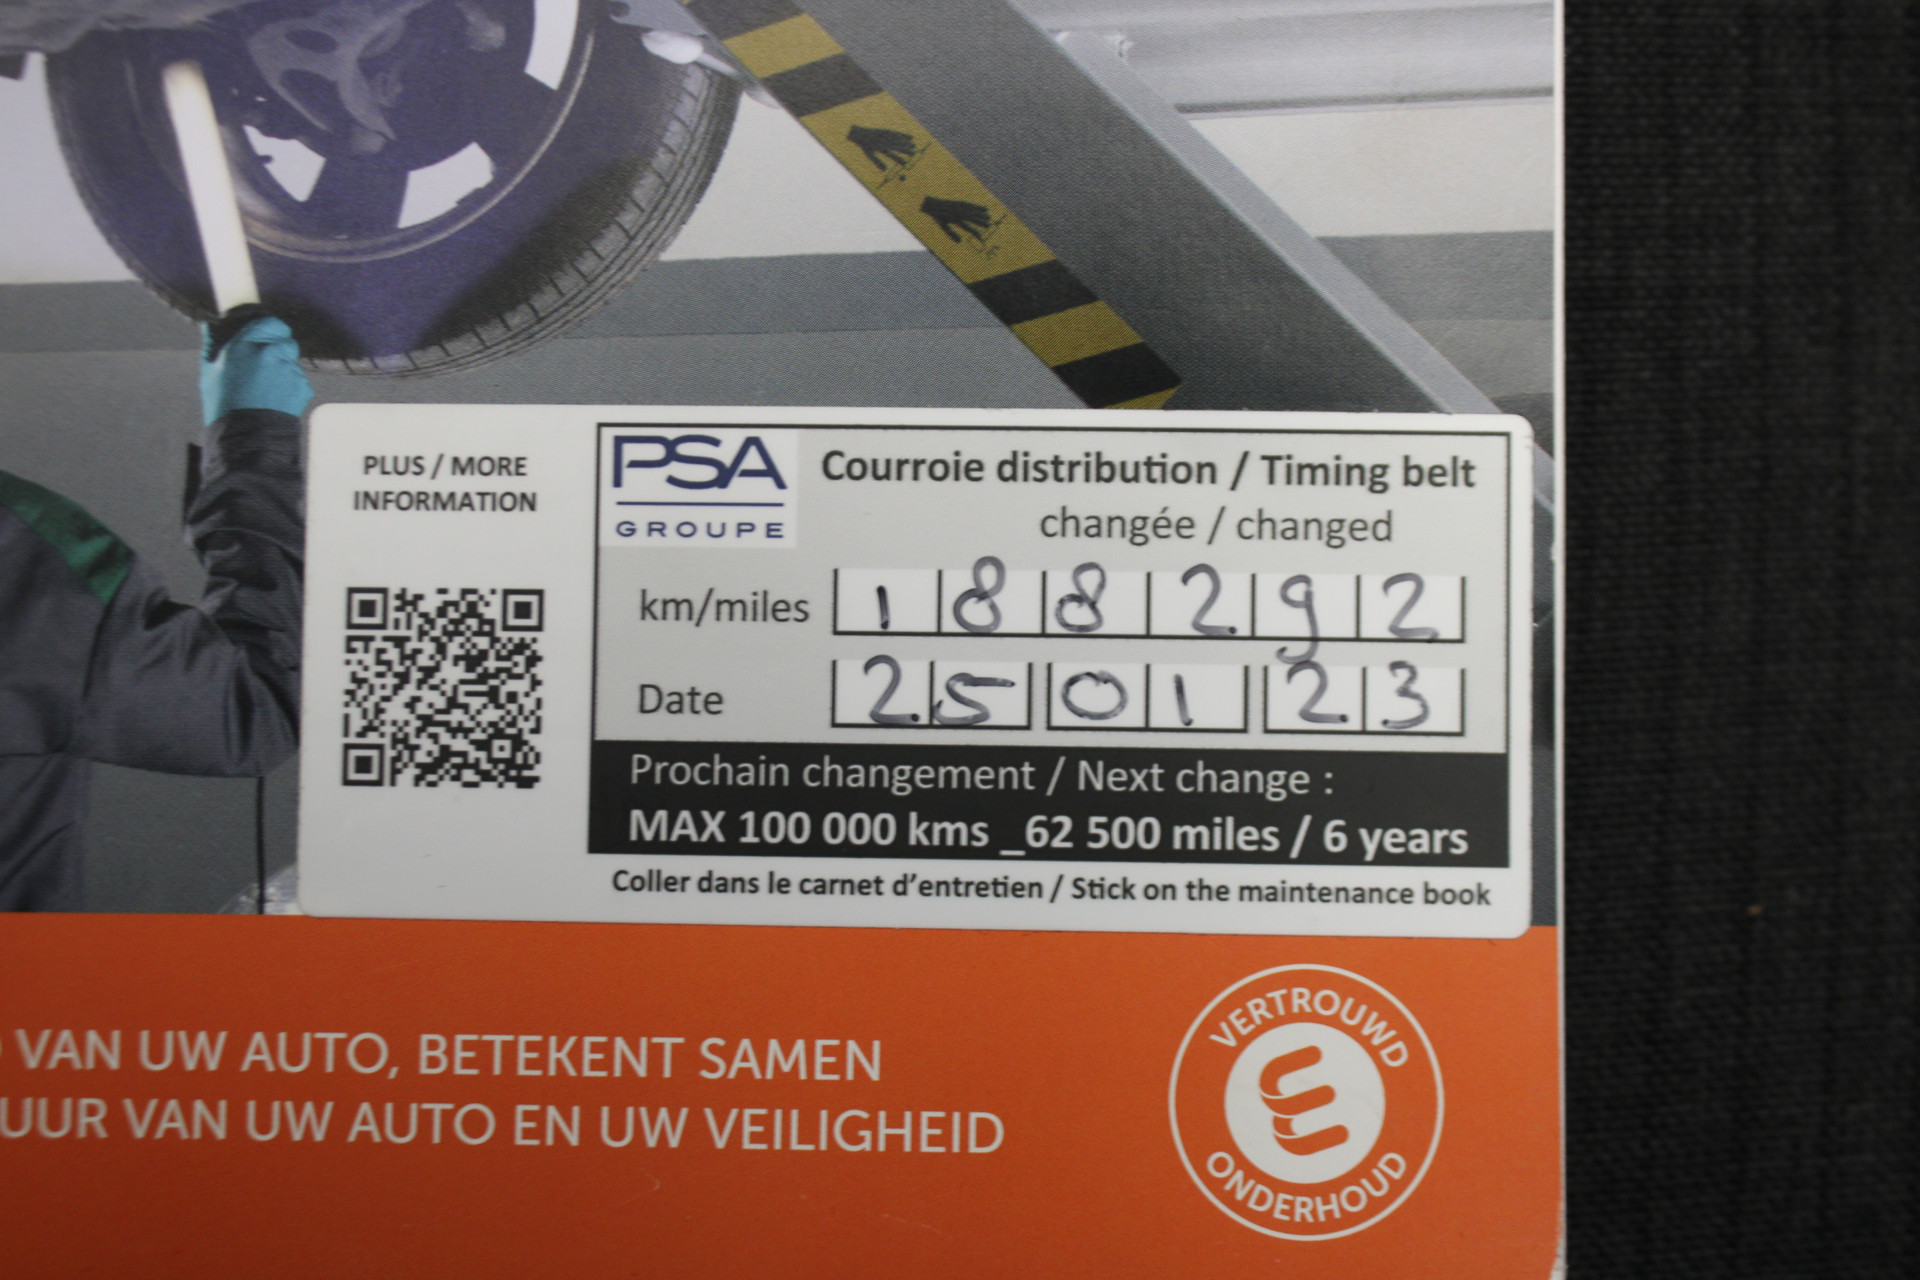 PLUS / MORE
INFORMATION
PSA
GROUPE
Courroie distribution / Timing belt
changée / changed
km/miles 188292
Date 25 01 23
Prochain changement / Next change :
MAX 100 000 kms _62 500 miles / 6 years
Coller dans le carnet d'entretien / Stick on the maintenance book
VAN UW AUTO, BETEKENT SAMEN
UUR VAN UW AUTO EN UW VEILIGHEID
VERTROUWD
ONDERHOUD